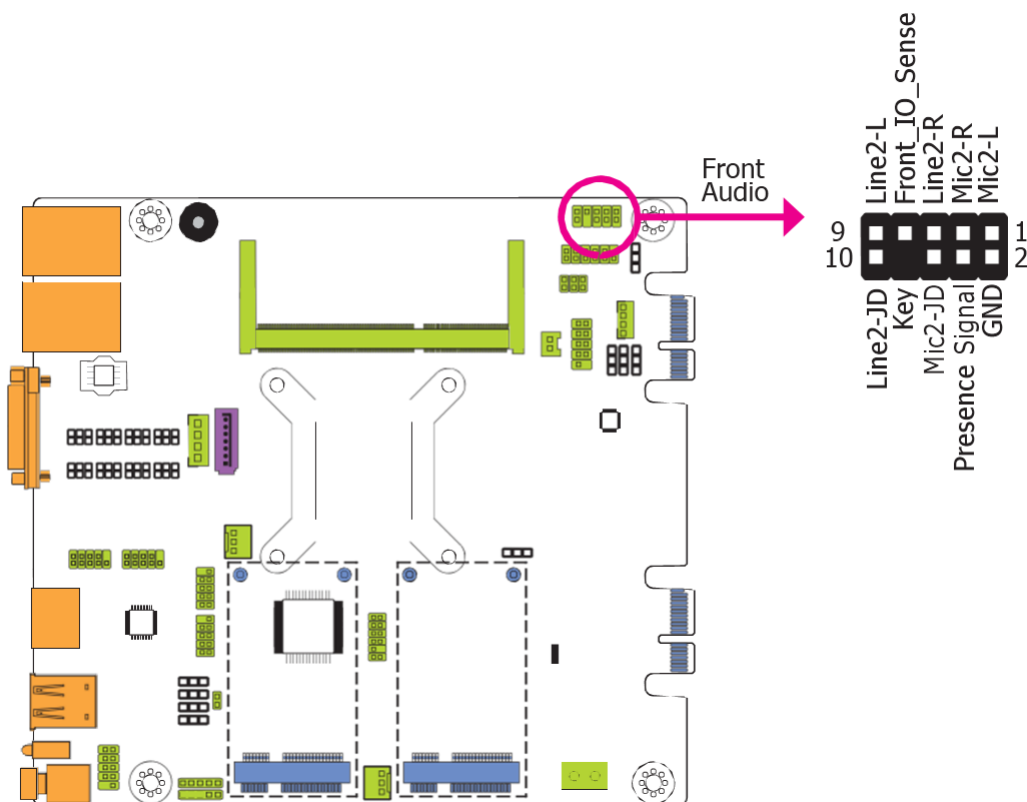 Front
Audio
Line2-L
Front_IO_Sense
Line2-R
Mic2-R
Mic2-L
9
1
10
2
Line2-JD
Key
Mic2-JD
Presence Signal
GND